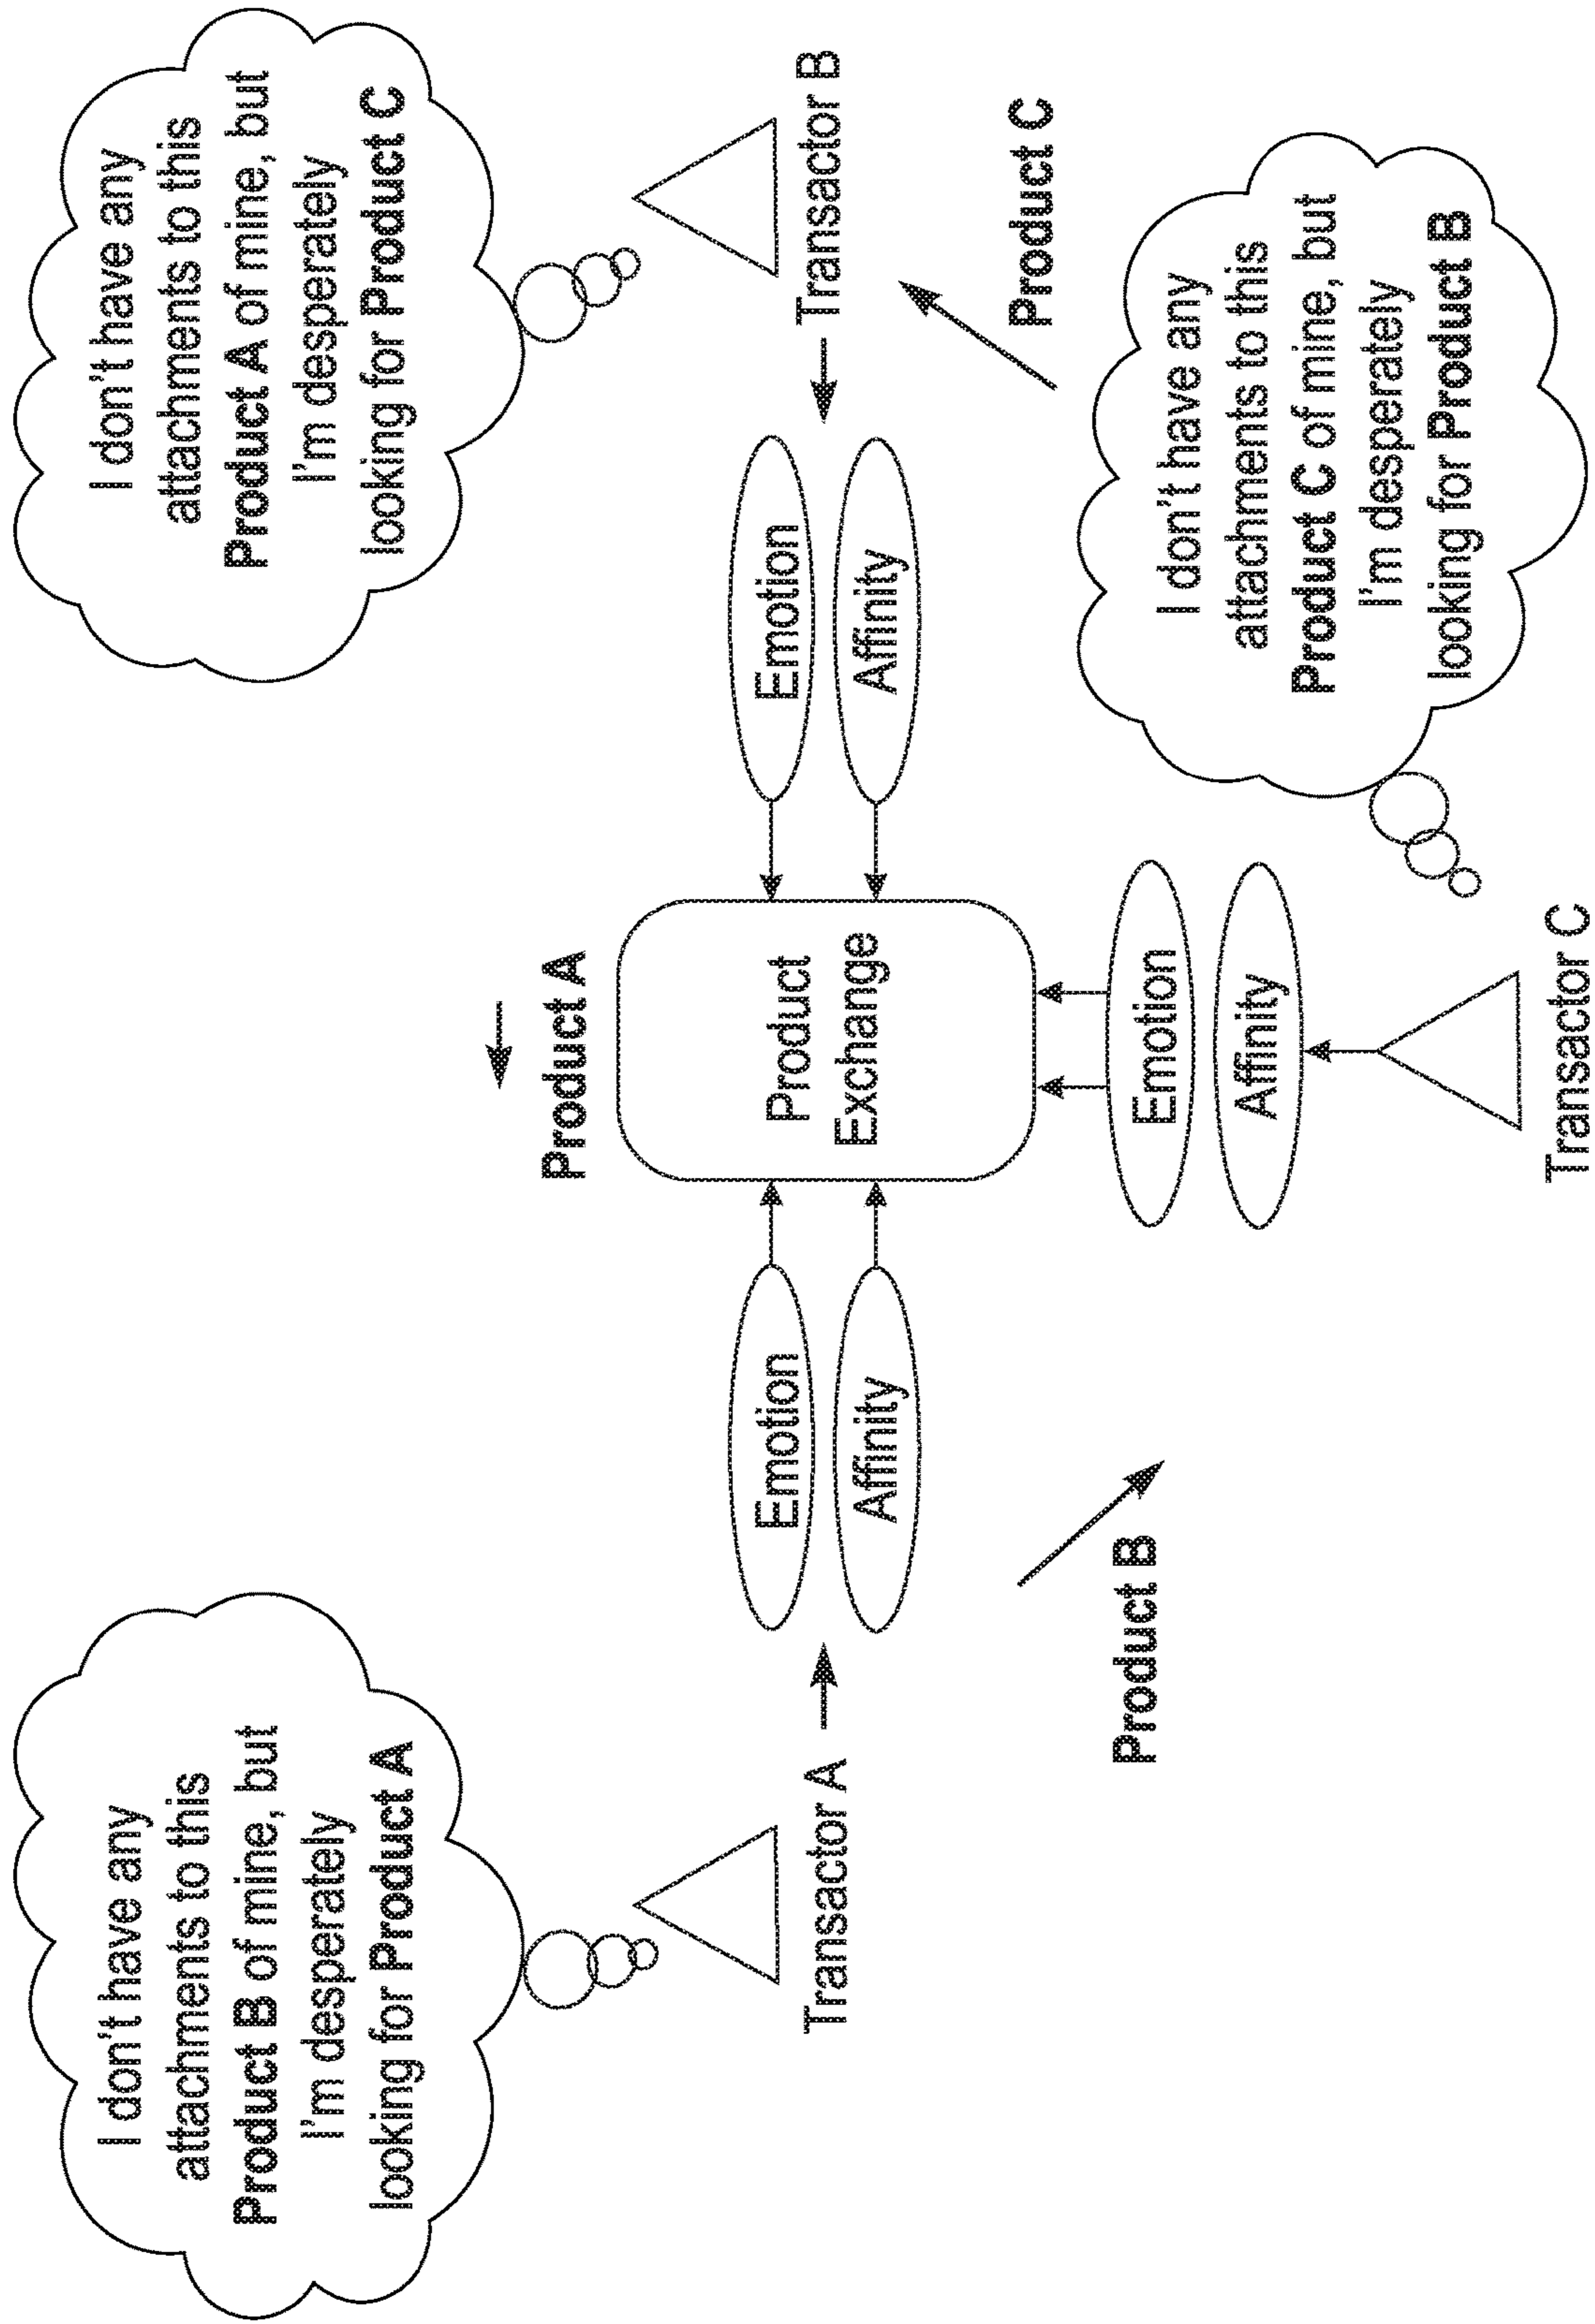 I don't have any
attachments to this
Product B of mine, but
I'm desperately
looking for Product A
I don't have any
attachments to this
Product A of mine, but
I'm desperately
looking for Product C
Product A
Transactor A
Emotion
Affinity
Product
Exchange
Emotion
Affinity
Transactor B
Product B
Product C
Emotion
Affinity
I don't have any
attachments to this
Product C of mine, but
I'm desperately
looking for Product B
Transactor C